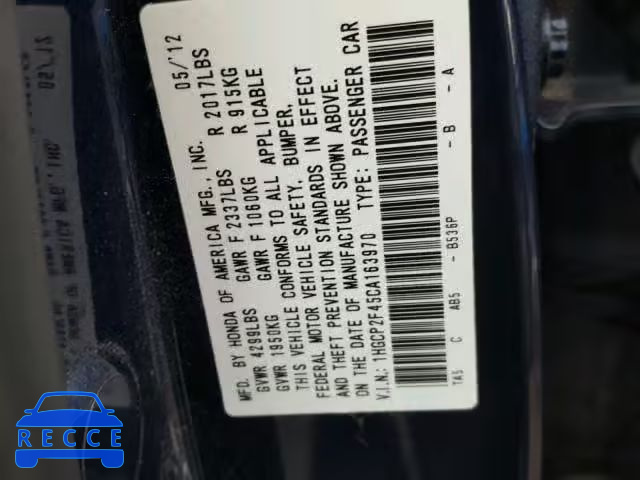 MFD. BY HONDA OF AMERICA MFG., INC. 05/'12
GVWR 4299LBS GAWR F 2337LBS R 2017LBS
GVWR 1950KG GAWR F 1060KG R 915KG
THIS VEHICLE CONFORMS TO ALL APPLICABLE
FEDERAL MOTOR VEHICLE SAFETY, BUMPER,
AND THEFT PREVENTION STANDARDS IN EFFECT
ON THE DATE OF MANUFACTURE SHOWN ABOVE.
V.I.N.: 1HGCP2F45CA163970 TYPE: PASSENGER CAR
TA5 C AB5 - B536P - B - A
RECCE